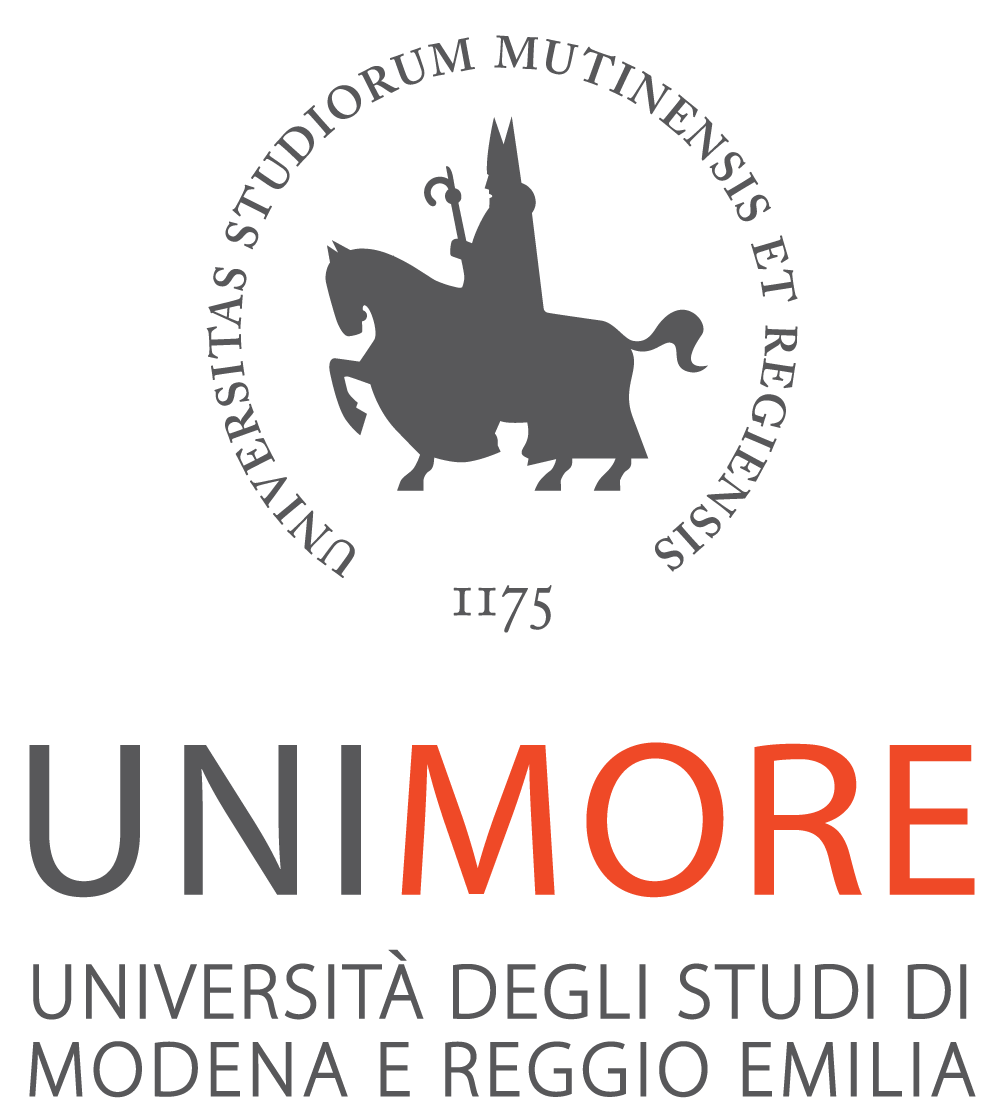 UNIVERSITAS STUDIORUM MUTINENSIS ET REGIENSIS
1175
UNIMORE
UNIVERSITÀ DEGLI STUDI DI
MODENA E REGGIO EMILIA